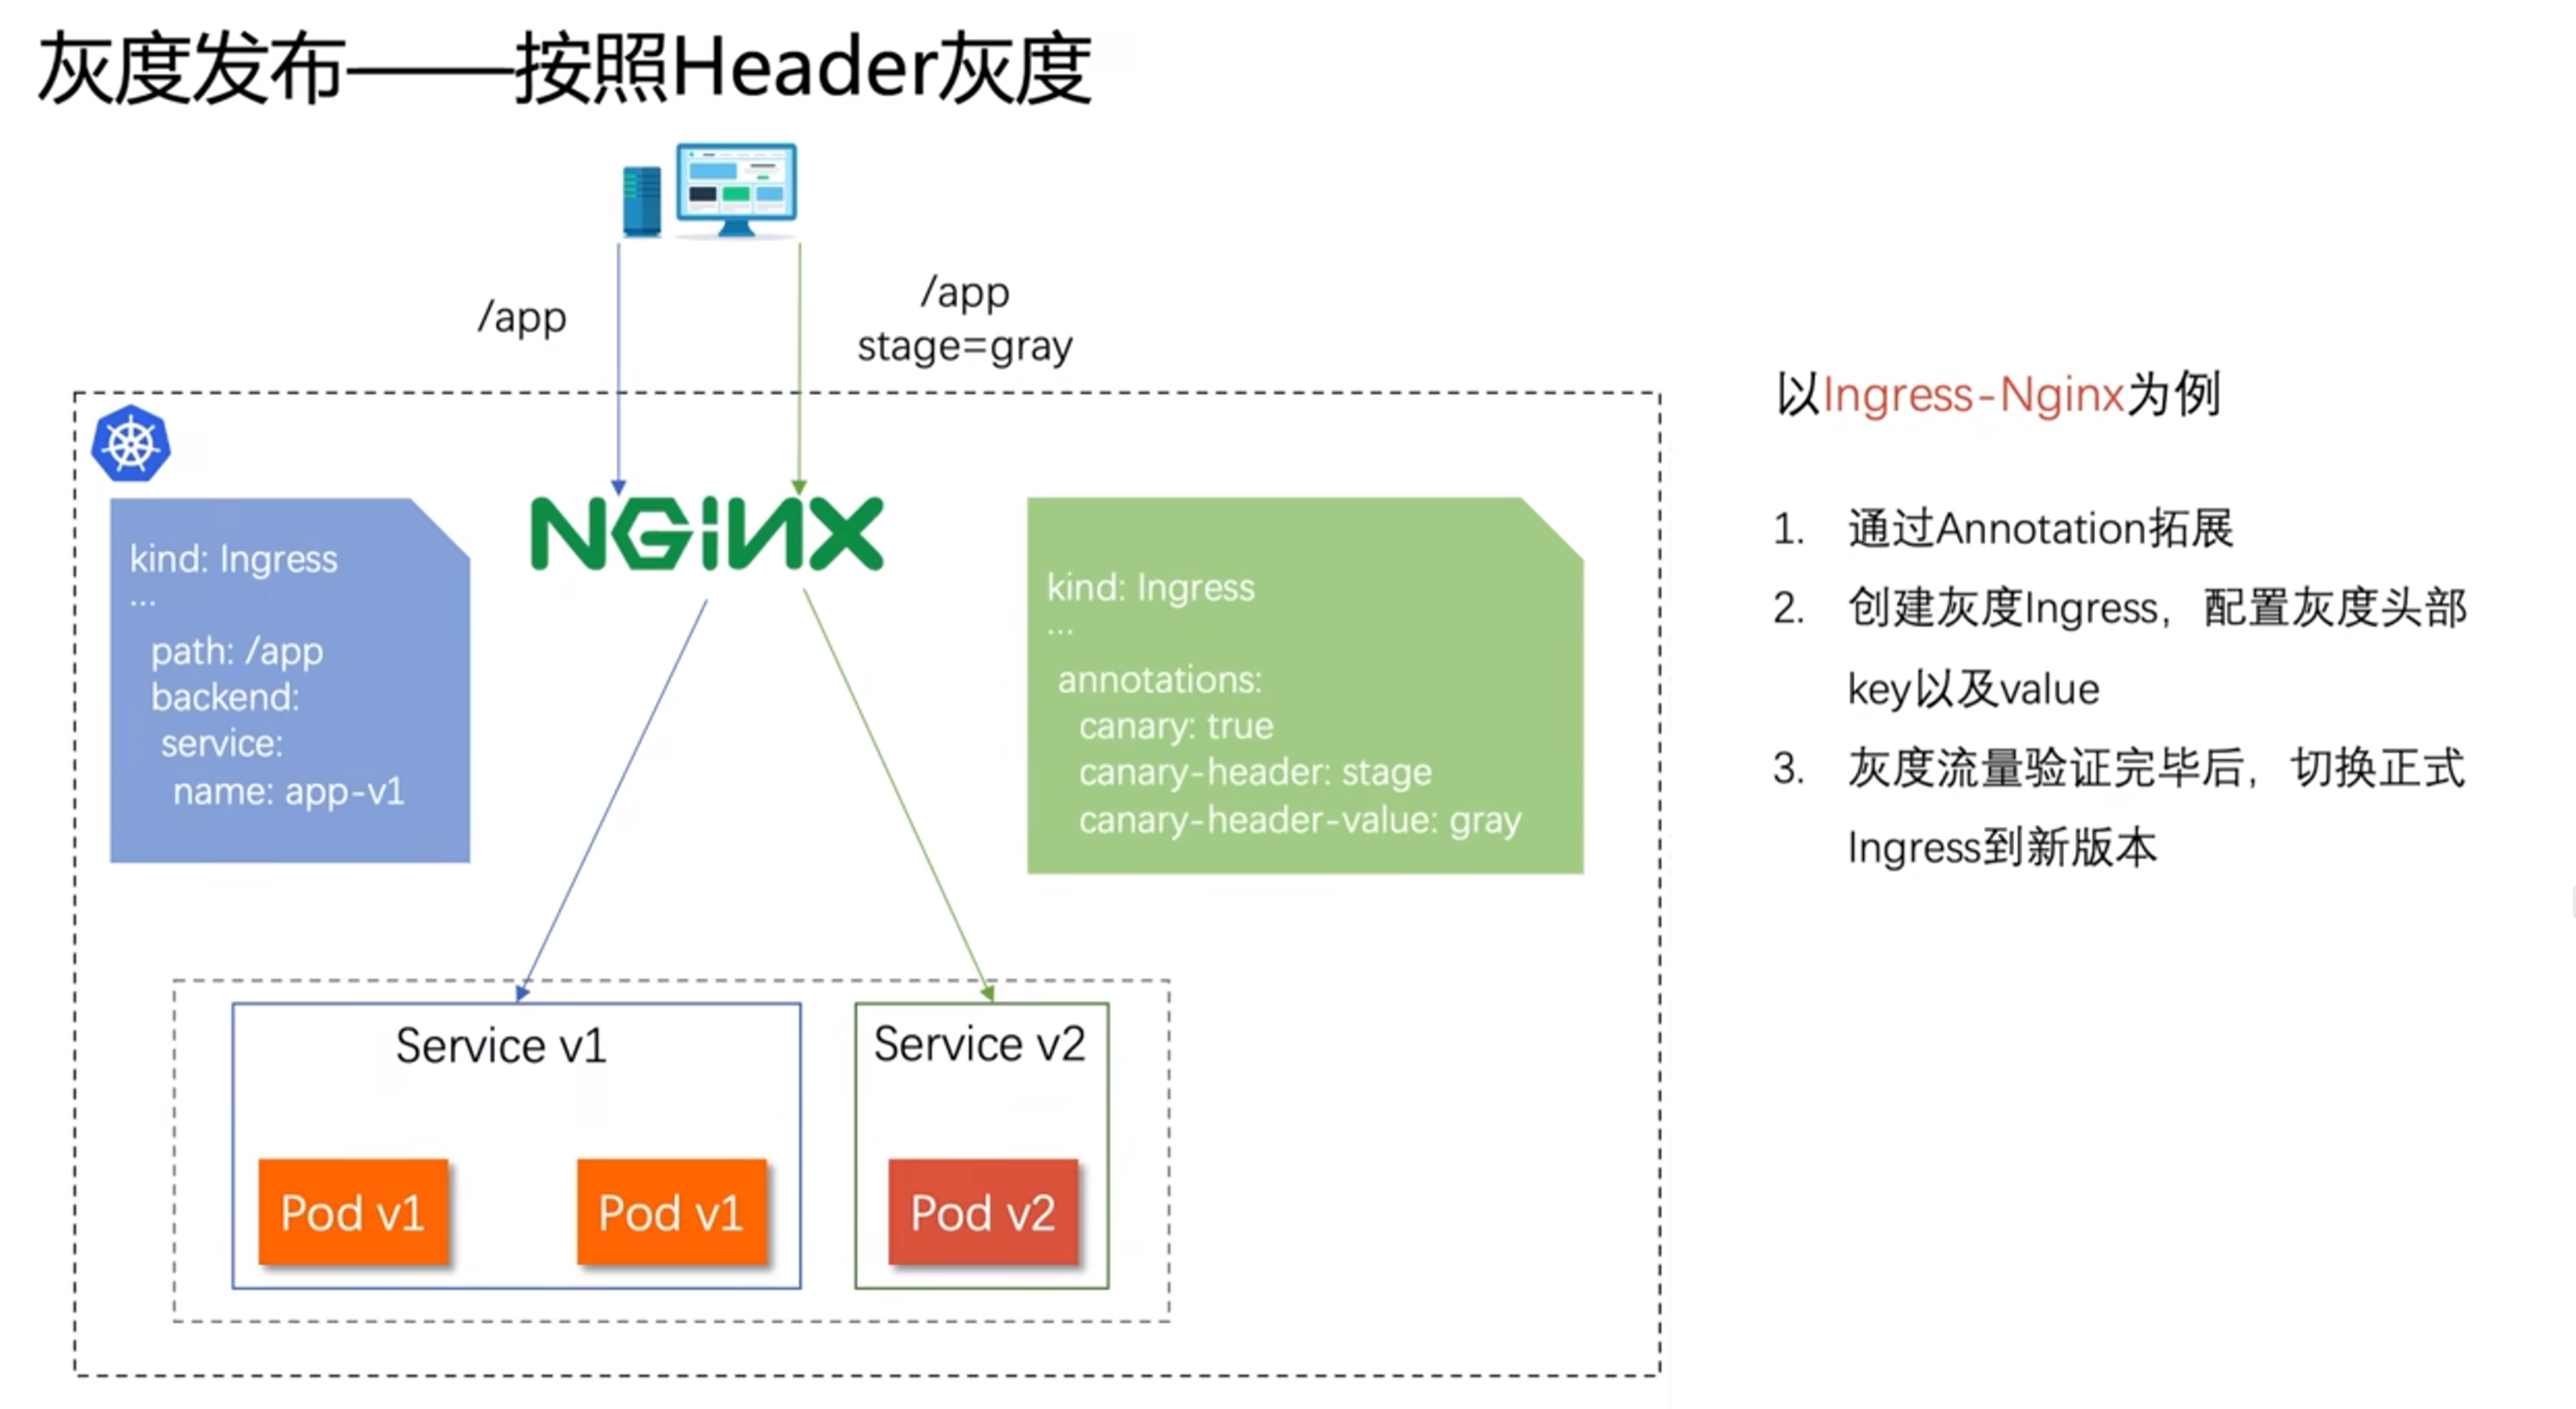 灰度发布——按照Header灰度
/app
/app
stage=gray
kind: Ingress
...
path: /app
backend:
service:
name: app-v1
NGINX
kind: Ingress
...
annotations:
canary: true
canary-header: stage
canary-header-value: gray
Service v1
Pod v1
Pod v1
Service v2
Pod v2
以Ingress-Nginx为例
1. 通过Annotation拓展
2. 创建灰度Ingress，配置灰度头部
key以及value
3. 灰度流量验证完毕后，切换正式
Ingress到新版本